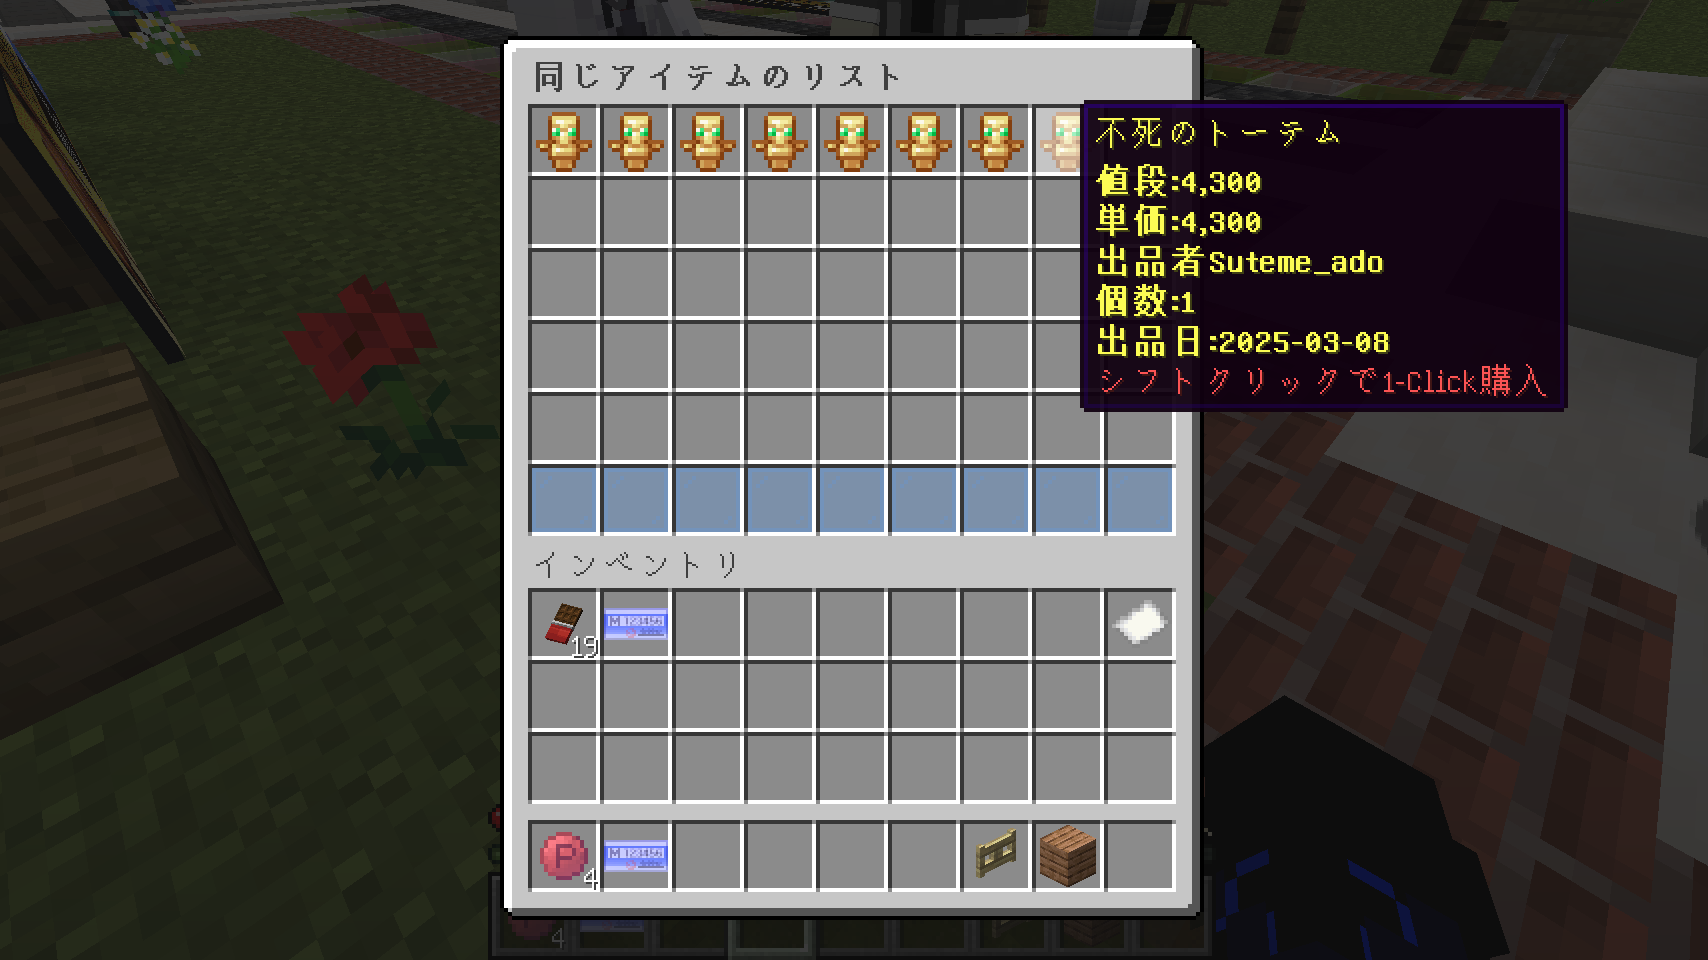 同じアイテムのリスト
不死のトーテム
値段:4,300
単価:4,300
出品者Suteme_ado
個数:1
出品日:2025-03-08
シフトクリックで1-Click購入
インベントリ
19
P
4
4